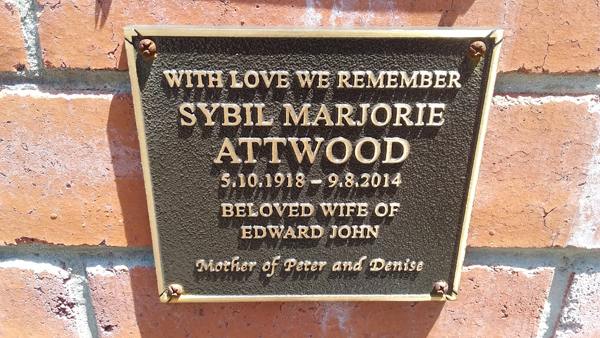 WITH LOVE WE REMEMBER
SYBIL MARJORIE
ATTWOOD
5.10.1918 – 9.8.2014
BELOVED WIFE OF
EDWARD JOHN
Mother of Peter and Denise